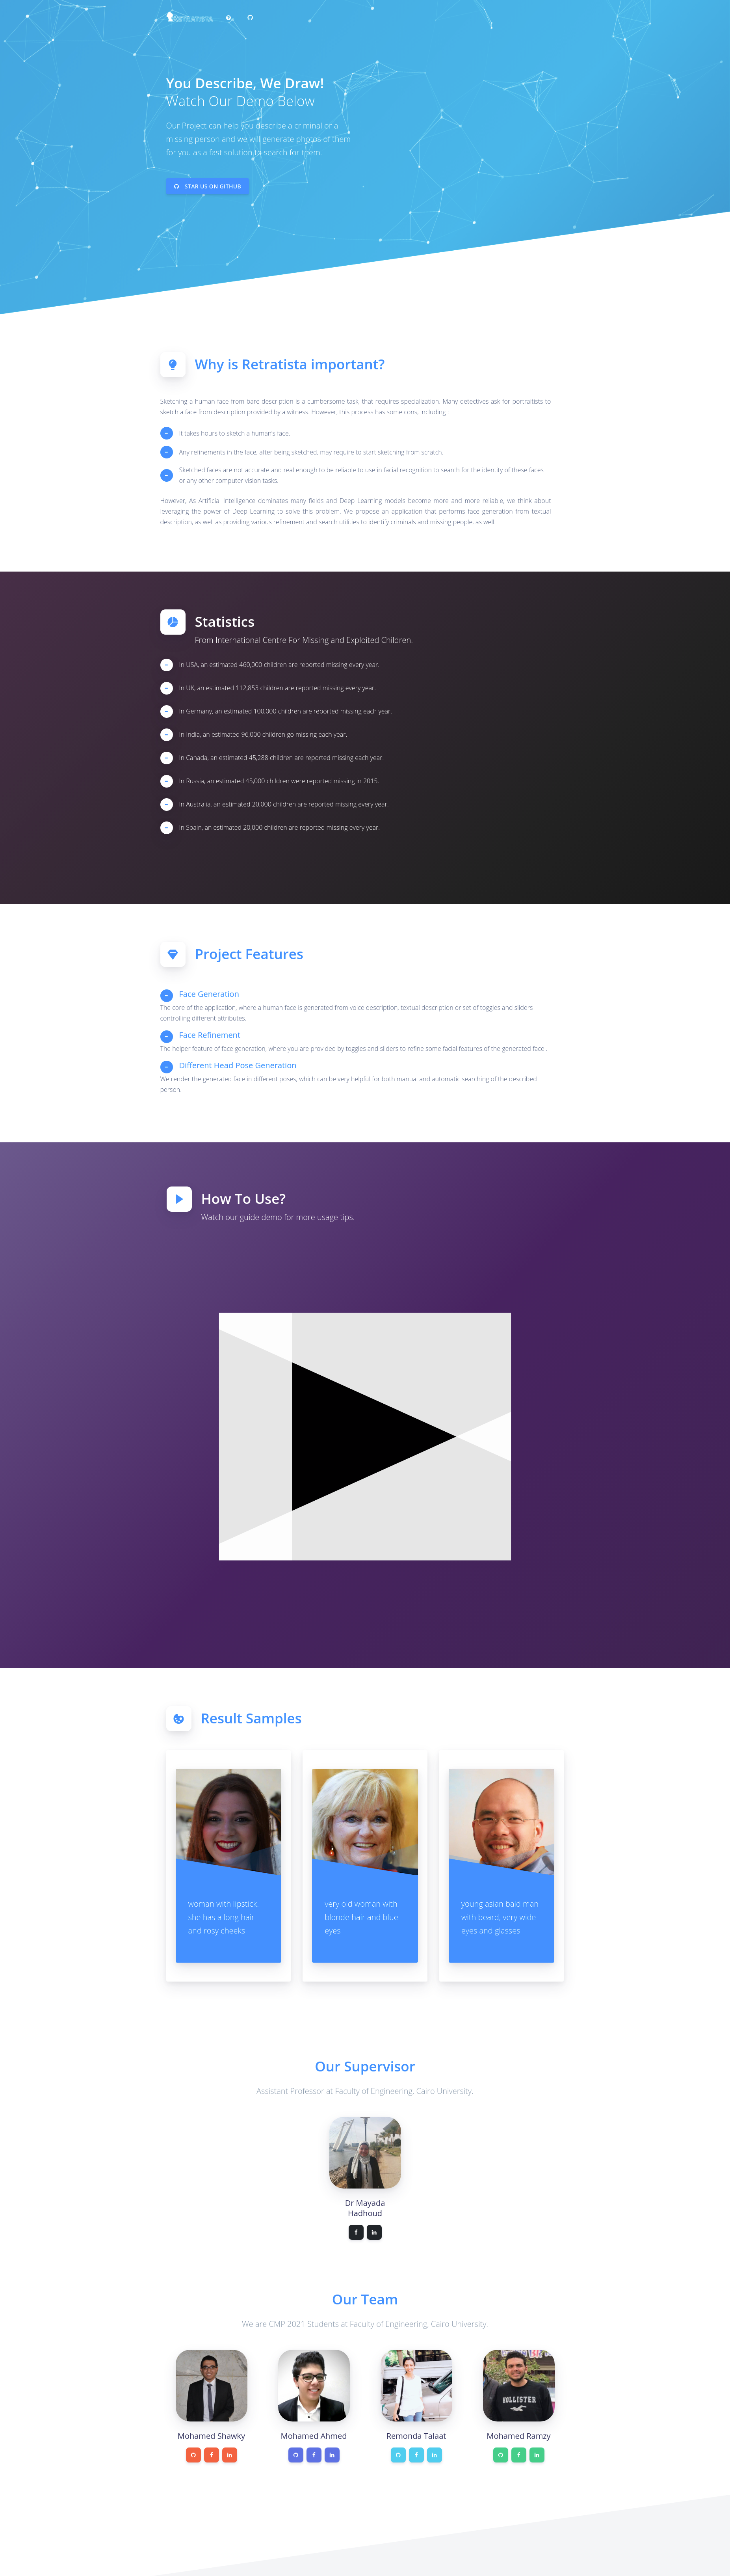 You Describe, We Draw!
Watch Our Demo Below
Our Project can help you describe a criminal or a
missing person and we will generate photos of them
for you as a fast solution to search for them.
STAR US ON GITHUB
Why is Retratista important?
Sketching a human face from bare description is a cumbersome task, that requires specialization. Many detectives ask for portraitists to
sketch a face from description provided by a witness. However, this process has some cons, including :
It takes hours to sketch a human's face.
Any refinements in the face, after being sketched, may require to start sketching from scratch.
Sketched faces are not accurate and real enough to be reliable to use in facial recognition to search for the identity of these faces
or any other computer vision tasks.
However, As Artificial Intelligence dominates many fields and Deep Learning models become more and more reliable, we think about
leveraging the power of Deep Learning to solve this problem. We propose an application that performs face generation from textual
description, as well as providing various refinement and search utilities to identify criminals and missing people, as well.
Statistics
From International Centre For Missing and Exploited Children.
In USA, an estimated 460,000 children are reported missing every year.
In UK, an estimated 112,853 children are reported missing every year.
In Germany, an estimated 100,000 children are reported missing each year.
In India, an estimated 96,000 children go missing each year.
In Canada, an estimated 45,288 children are reported missing each year.
In Russia, an estimated 45,000 children were reported missing in 2015.
In Australia, an estimated 20,000 children are reported missing every year.
In Spain, an estimated 20,000 children are reported missing every year.
Project Features
Face Generation
The core of the application, where a human face is generated from voice description, textual description or set of toggles and sliders
controlling different attributes.
Face Refinement
The helper feature of face generation, where you are provided by toggles and sliders to refine some facial features of the generated face .
Different Head Pose Generation
We render the generated face in different poses, which can be very helpful for both manual and automatic searching of the described
person.
How To Use?
Watch our guide demo for more usage tips.
Result Samples
woman with lipstick.
she has a long hair
and rosy cheeks
very old woman with
blonde hair and blue
eyes
young asian bald man
with beard, very wide
eyes and glasses
Our Supervisor
Assistant Professor at Faculty of Engineering, Cairo University.
Dr Mayada
Hadhoud
Our Team
We are CMP 2021 Students at Faculty of Engineering, Cairo University.
HOLLISTER
Mohamed Shawky
Mohamed Ahmed
Remonda Talaat
Mohamed Ramzy